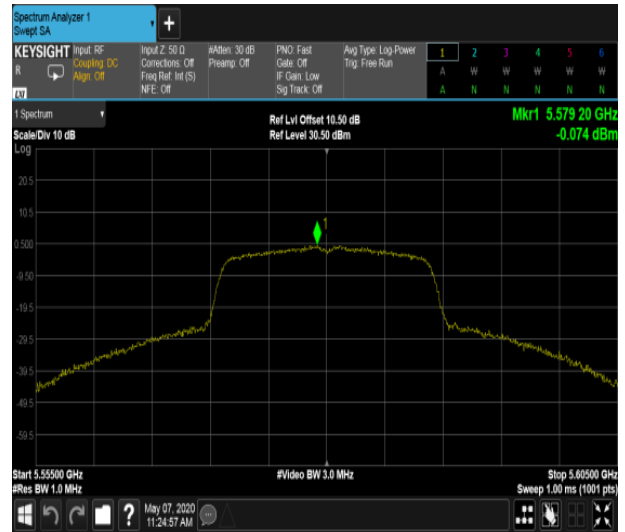 Spectrum Analyzer 1
Swept SA
+
KEYSIGHT
R
LXI
Input: RF
Coupling: DC
Align: Off
Input Z: 50 Ω
Corrections: Off
Freq Ref: Int (S)
NFE: Off
#Atten: 30 dB
Preamp: Off
PNO: Fast
Gate: Off
IF Gain: Low
Sig Track: Off
Avg Type: Log-Power
Trig: Free Run
1 2 3 4 5 6
A W W W W W
A N N N N N
1 Spectrum
Scale/Div 10 dB
Log
Ref Lvl Offset 10.50 dB
Ref Level 30.50 dBm
Mkr1 5.579 20 GHz
-0.074 dBm
20.5
10.5
0.500
-9.50
-19.5
-29.5
-39.5
-49.5
-59.5
1
Start 5.55500 GHz
#Res BW 1.0 MHz
#Video BW 3.0 MHz
Stop 5.60500 GHz
Sweep 1.00 ms (1001 pts)
?
May 07, 2020
11:24:57 AM